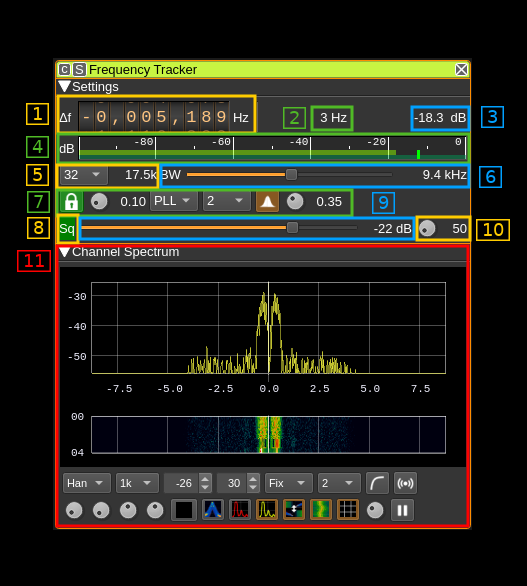 C S Frequency Tracker
Settings
1 Δf -0,005,189 Hz 2 3 Hz -18.3 dB 3
4 dB -80 -60 -40 -20 0
5 32 17.5k BW 9.4 kHz 6
7 0.10 PLL 2 0.35 9
8 Sq -22 dB 50 10
11 Channel Spectrum
-30
-40
-50
-7.5 -5.0 -2.5 0.0 2.5 5.0 7.5
00
04
Han 1k -26 30 Fix 2